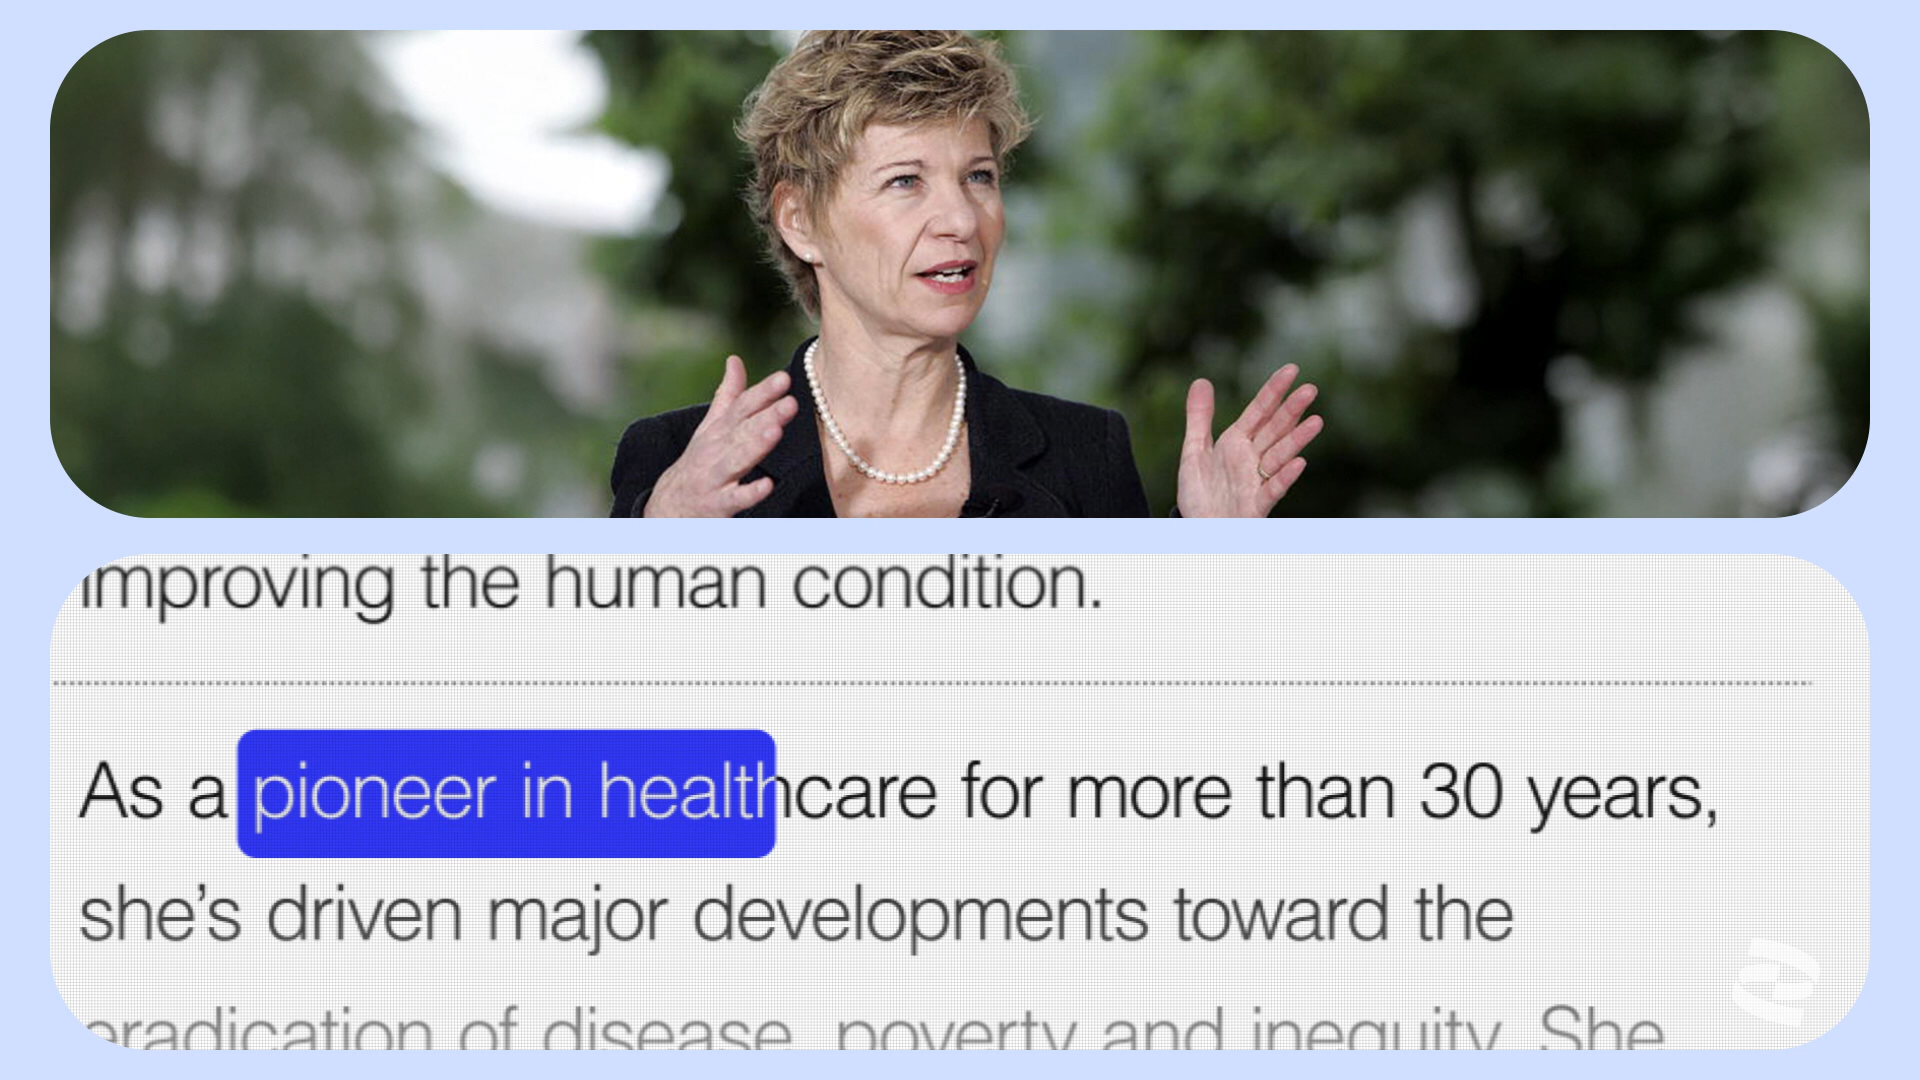 improving the human condition.
As a pioneer in healthcare for more than 30 years,
she’s driven major developments toward the
eradication of disease, poverty and inequity. She